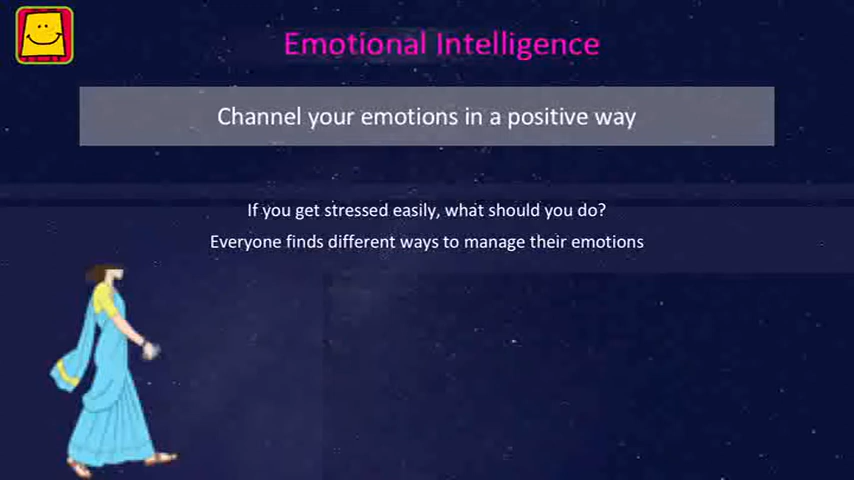 Emotional Intelligence
Channel your emotions in a positive way
If you get stressed easily, what should you do?
Everyone finds different ways to manage their emotions